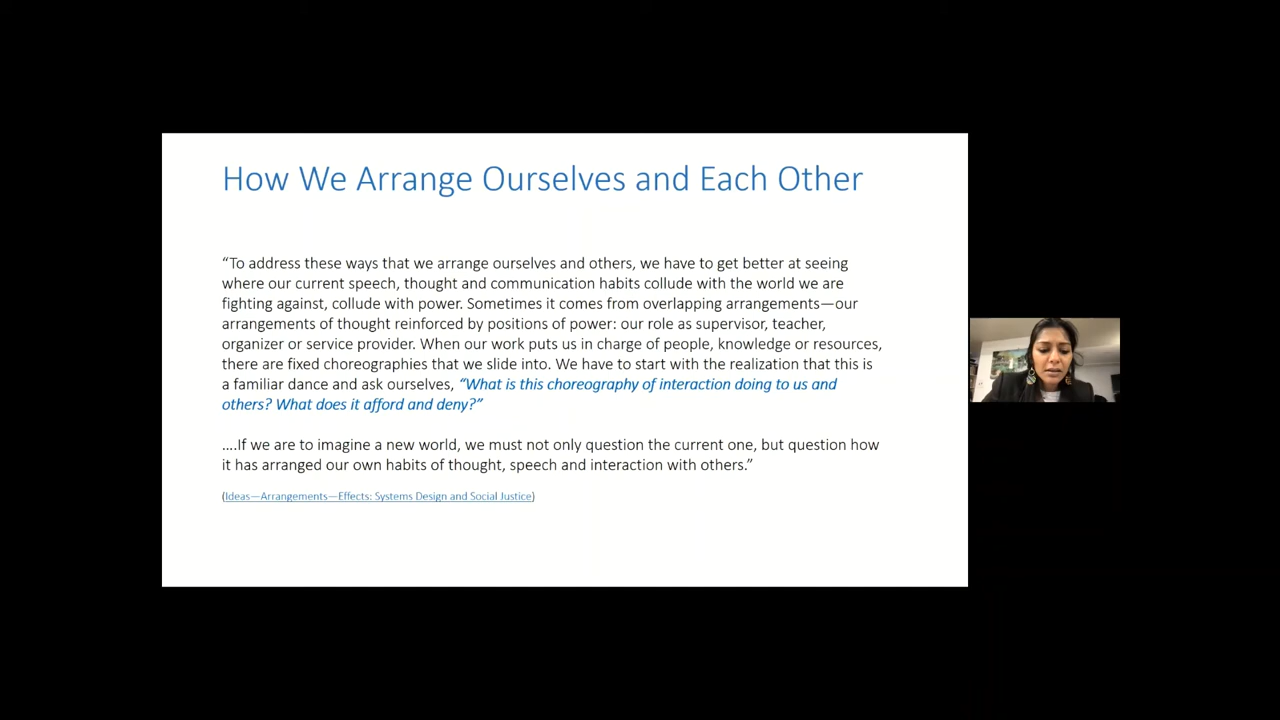 How We Arrange Ourselves and Each Other
“To address these ways that we arrange ourselves and others, we have to get better at seeing
where our current speech, thought and communication habits collude with the world we are
fighting against, collude with power. Sometimes it comes from overlapping arrangements—our
arrangements of thought reinforced by positions of power: our role as supervisor, teacher,
organizer or service provider. When our work puts us in charge of people, knowledge or resources,
there are fixed choreographies that we slide into. We have to start with the realization that this is
a familiar dance and ask ourselves, “What is this choreography of interaction doing to us and
others? What does it afford and deny?”
….If we are to imagine a new world, we must not only question the current one, but question how
it has arranged our own habits of thought, speech and interaction with others.”
(Ideas—Arrangements—Effects: Systems Design and Social Justice)